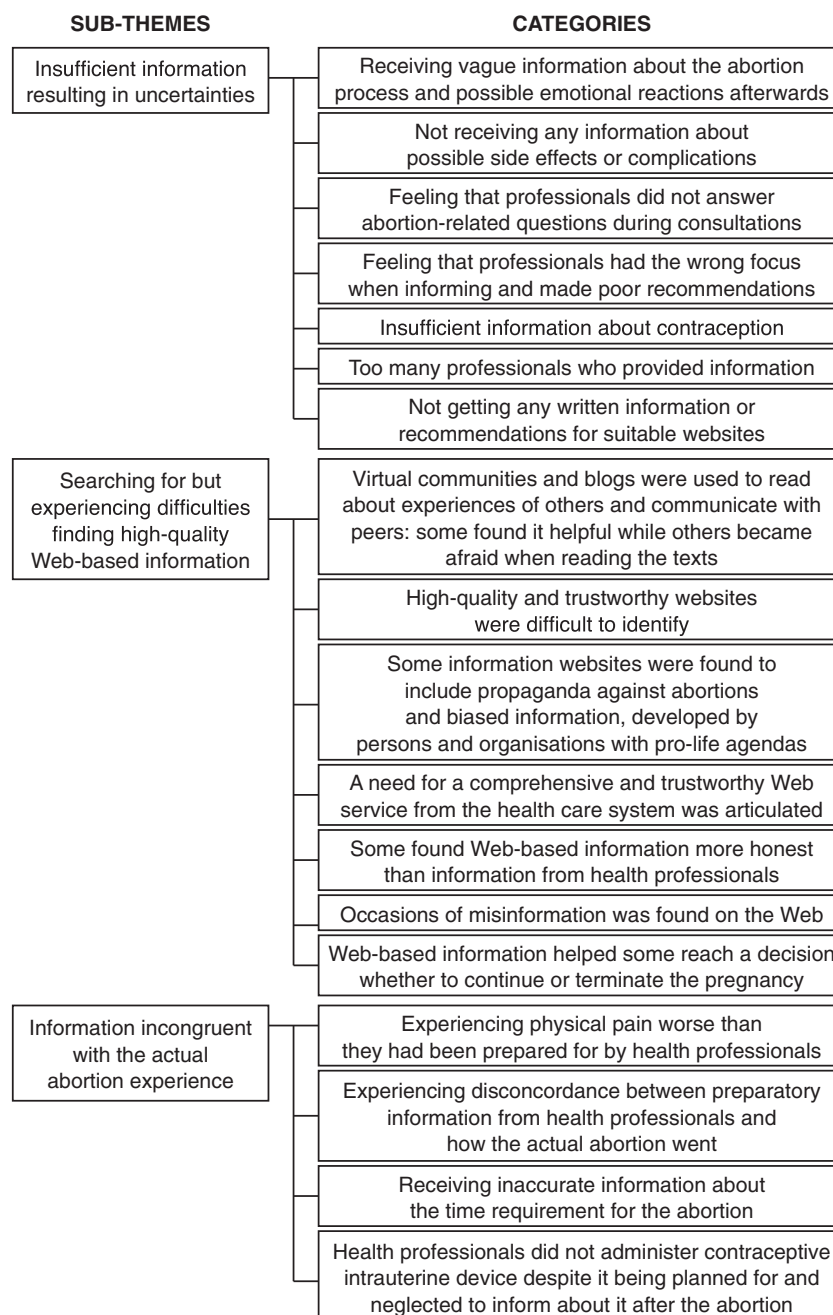 SUB-THEMES
CATEGORIES
Insufficient information
resulting in uncertainties
Receiving vague information about the abortion
process and possible emotional reactions afterwards
Not receiving any information about
possible side effects or complications
Feeling that professionals did not answer
abortion-related questions during consultations
Feeling that professionals had the wrong focus
when informing and made poor recommendations
Insufficient information about contraception
Too many professionals who provided information
Not getting any written information or
recommendations for suitable websites
Searching for but
experiencing difficulties
finding high-quality
Web-based information
Virtual communities and blogs were used to read
about experiences of others and communicate with
peers: some found it helpful while others became
afraid when reading the texts
High-quality and trustworthy websites
were difficult to identify
Some information websites were found to
include propaganda against abortions
and biased information, developed by
persons and organisations with pro-life agendas
A need for a comprehensive and trustworthy Web
service from the health care system was articulated
Some found Web-based information more honest
than information from health professionals
Occasions of misinformation was found on the Web
Web-based information helped some reach a decision
whether to continue or terminate the pregnancy
Information incongruent
with the actual
abortion experience
Experiencing physical pain worse than
they had been prepared for by health professionals
Experiencing disconcordance between preparatory
information from health professionals and
how the actual abortion went
Receiving inaccurate information about
the time requirement for the abortion
Health professionals did not administer contraceptive
intrauterine device despite it being planned for and
neglected to inform about it after the abortion